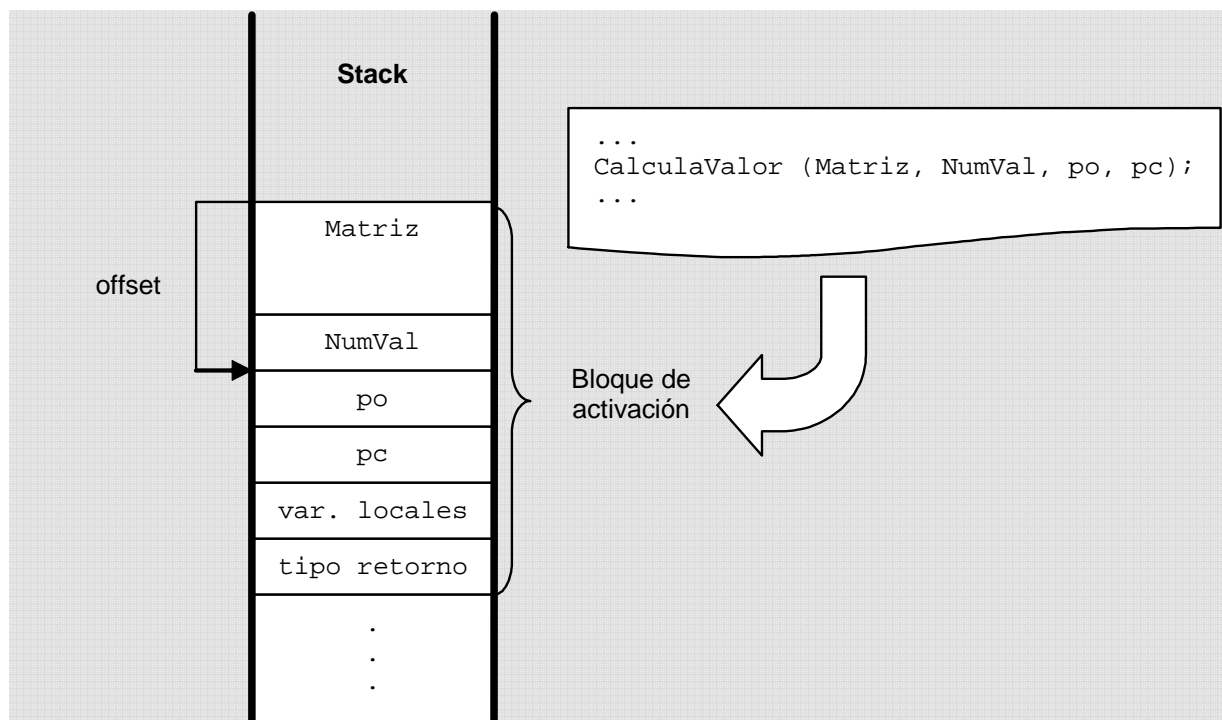 Stack
...
CalculaValor (Matriz, NumVal, po, pc);
...
Matriz
offset
NumVal
po
Bloque de
activación
pc
var. locales
tipo retorno
.
.
.